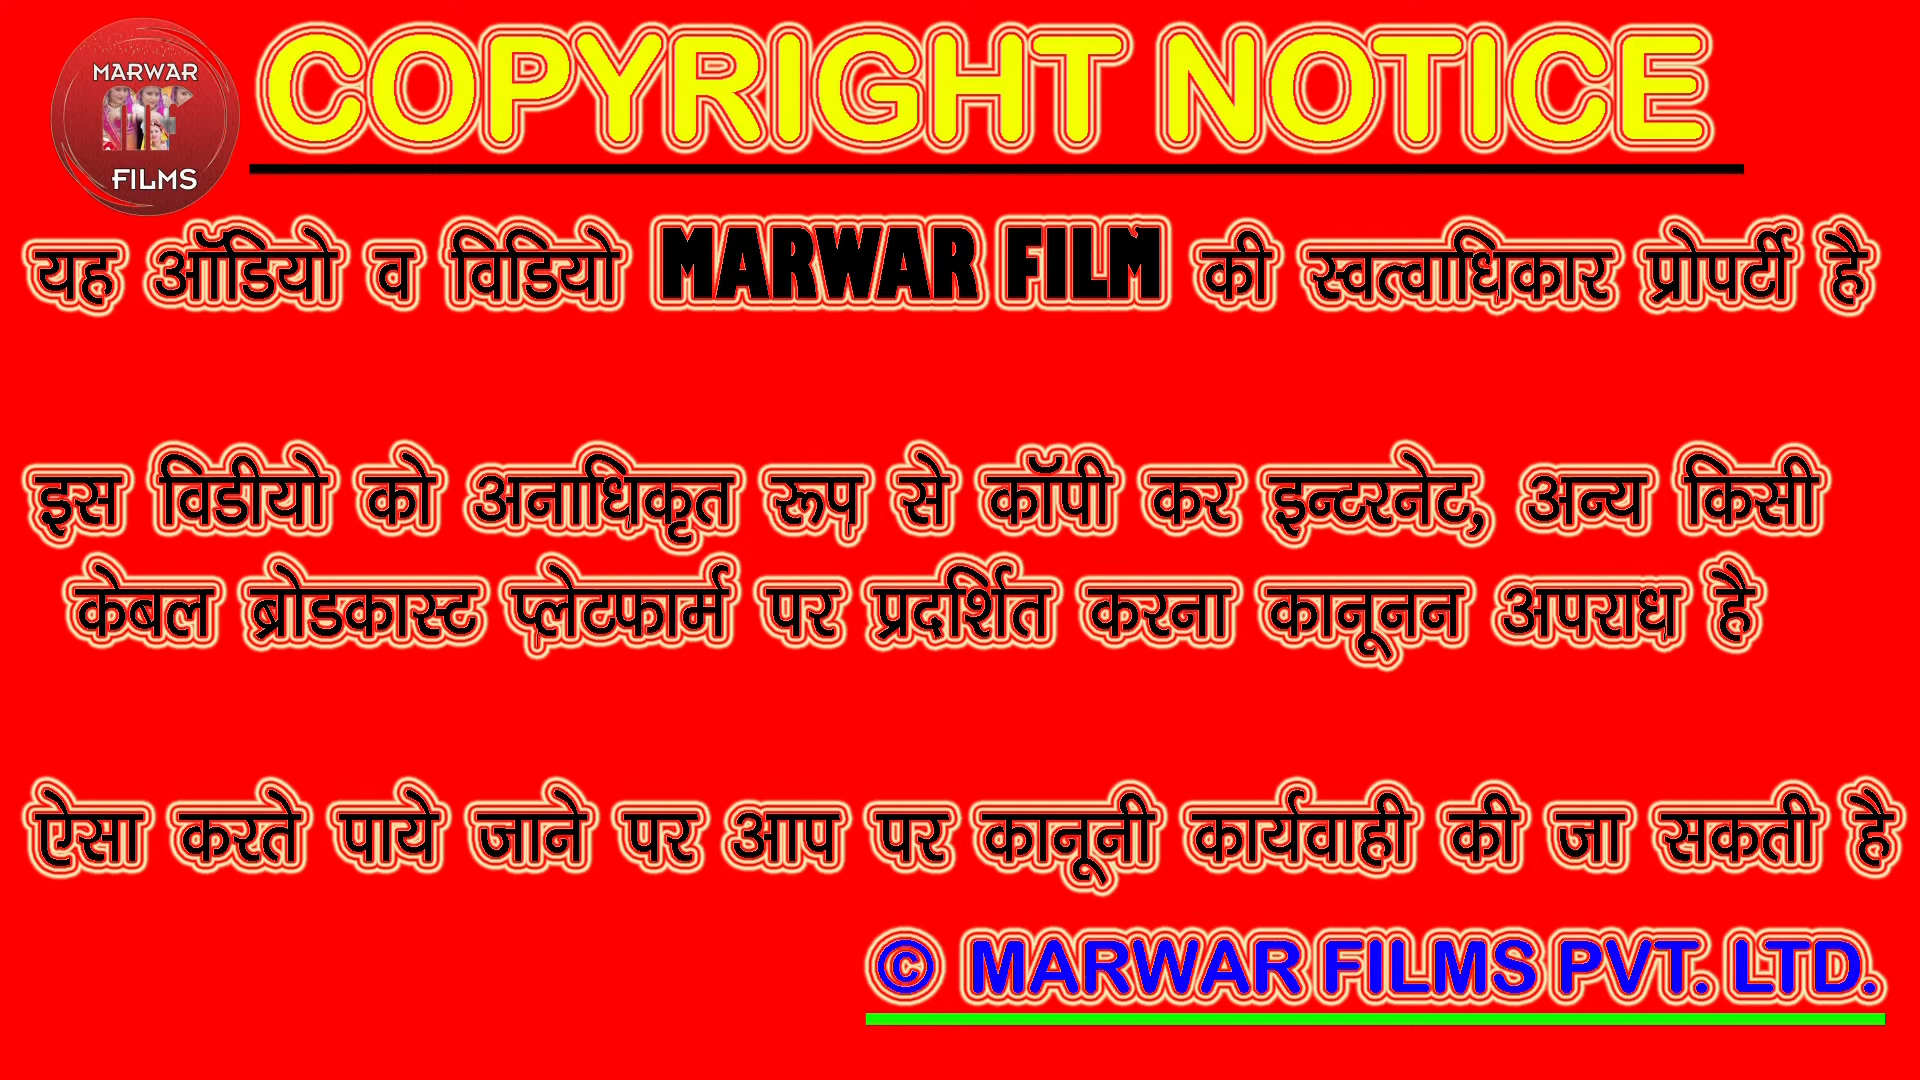 MARWAR
FILMS
COPYRIGHT NOTICE
यह ऑडियो व विडियो MARWAR FILM की स्वत्वाधिकार प्रोपर्टी है
इस विडीयो को अनाधिकृत रूप से कॉपी कर इन्टरनेट, अन्य किसी
केबल ब्रोडकास्ट प्लेटफार्म पर प्रदर्शित करना कानूनन अपराध है
ऐसा करते पाये जाने पर आप पर कानूनी कार्यवाही की जा सकती है
© MARWAR FILMS PVT. LTD.